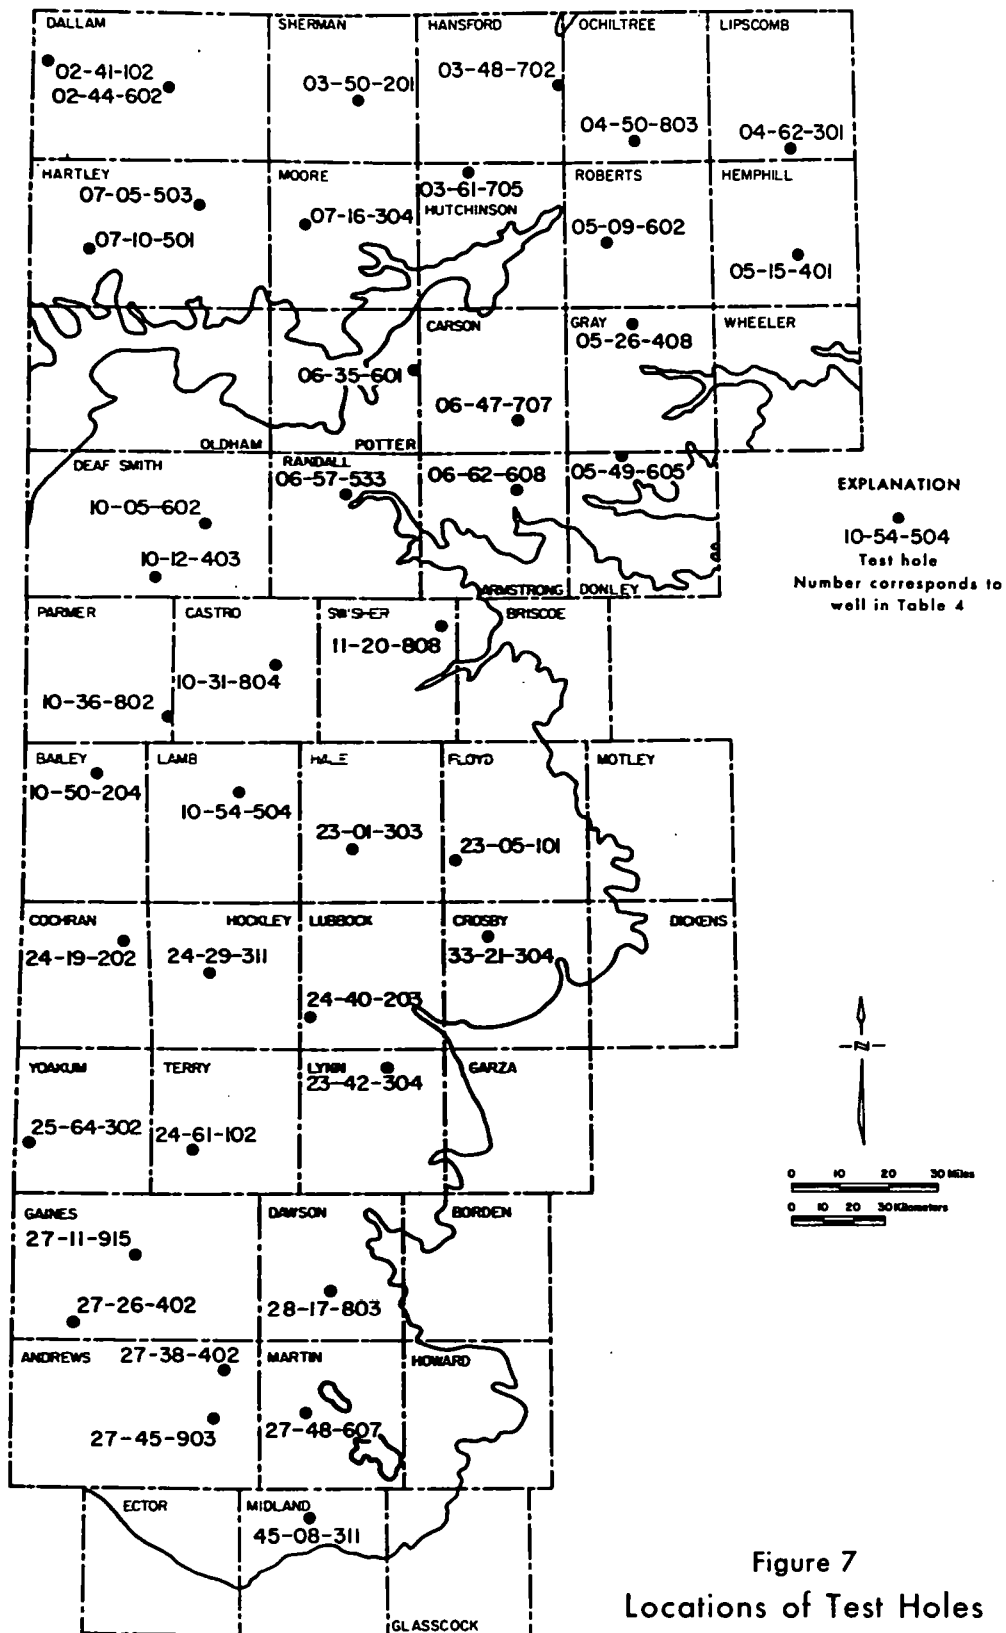 DALLAM
SHERMAN
HANSFORD
OCHILTREE
LIPSCOMB
02-41-102
02-44-602
03-50-201
03-48-702
04-50-803
04-62-301
HARTLEY
MOORE
03-61-705
HUTCHINSON
ROBERTS
HEMPHILL
07-05-503
07-16-304
05-09-602
07-10-501
05-15-401
CARSON
GRAY
WHEELER
05-26-408
06-35-601
06-47-707
OLDHAM
POTTER
DEAF SMITH
RANDALL
06-57-533
06-62-608
05-49-605
10-05-602
10-12-403
ARMSTRONG
DONLEY
EXPLANATION
10-54-504
Test hole
Number corresponds to
well in Table 4
PARMER
CASTRO
SWISHER
BRISCOE
11-20-808
10-31-804
10-36-802
BAILEY
LAMB
HALE
FLOYD
MOTLEY
10-50-204
10-54-504
23-01-303
23-05-101
COCHRAN
HOCKLEY
LUBBOCK
CROSBY
DICKENS
24-19-202
24-29-311
33-21-304
24-40-203
YOAKUM
TERRY
LYNN
GARZA
23-42-304
25-64-302
24-61-102
N
0 10 20 30 Miles
0 10 20 30 Kilometers
GAINES
DAWSON
BORDEN
27-11-915
27-26-402
28-17-803
ANDREWS
27-38-402
MARTIN
HOWARD
27-45-903
27-48-607
ECTOR
MIDLAND
45-08-311
GLASSCOCK
Figure 7
Locations of Test Holes